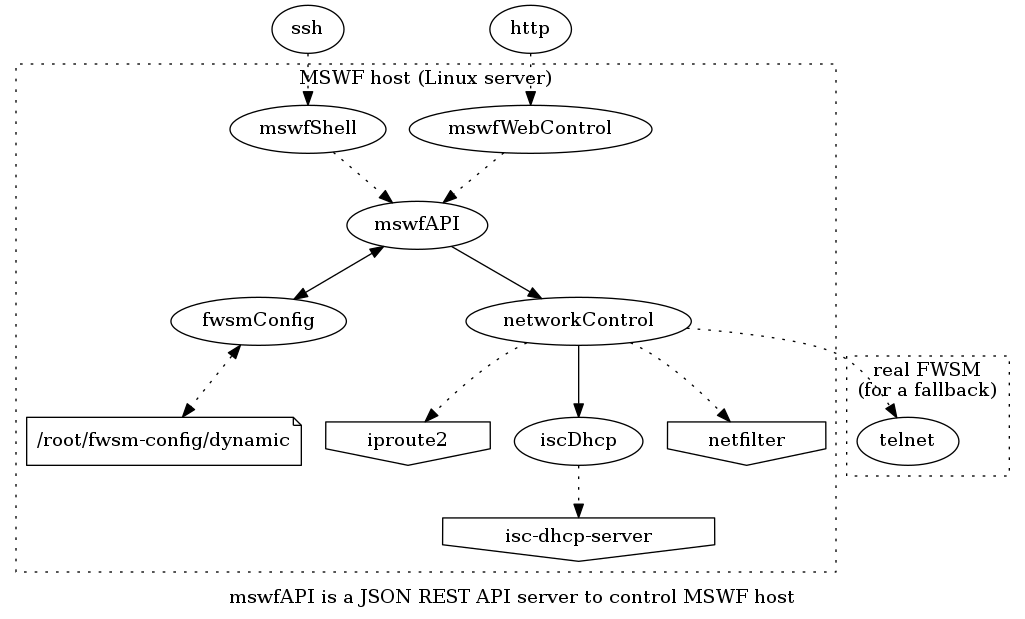 ssh
http
MSWF host (Linux server)
mswfShell
mswfWebControl
mswfAPI
fwsmConfig
networkControl
real FWSM
(for a fallback)
/root/fwsm-config/dynamic
iproute2
iscDhcp
netfilter
telnet
isc-dhcp-server
mswfAPI is a JSON REST API server to control MSWF host